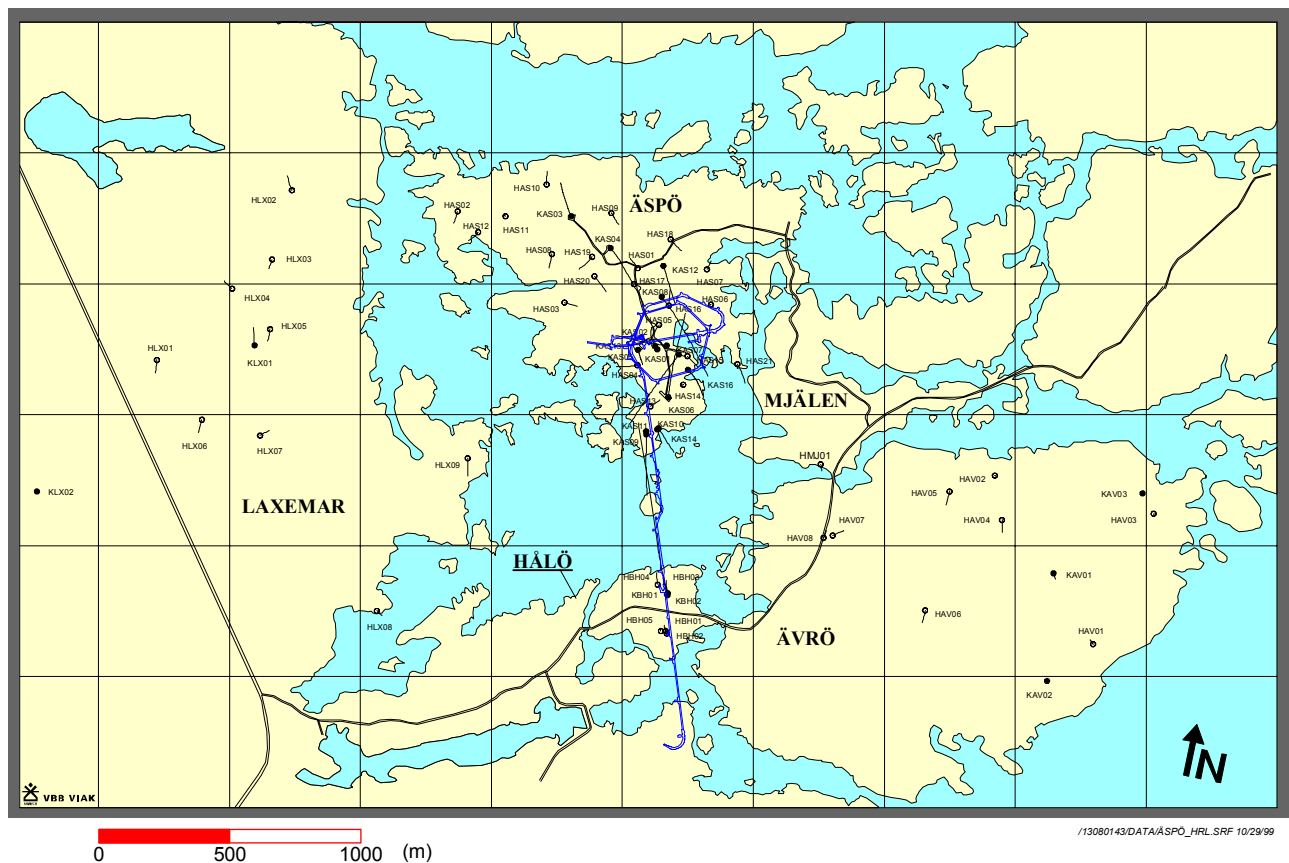 HAS10
HLX02
HAS02
HAS09
ÄSPÖ
KAS03
HAS11
HAS12
HAS18
KAS04
HAS08
HAS19
HAS01
HLX03
KAS12
HAS20
HAS17
HAS07
HLX04
KAS08
HAS03
HAS06
HAS16
HLX05
HAS05
KAS02
HLX01
KLX01
HAS21
KAS16
HAS14
MJÄLEN
HAS13
KAS06
HLX06
KAS11
KAS10
HLX07
KAS09
KAS14
HLX09
HMJ01
KLX02
LAXEMAR
HAV02
HAV05
KAV03
HAV04
HAV03
HAV07
HAV08
HÅLÖ
HBH04
HBH03
KAV01
KBH01
KBH02
HAV06
HLX08
HBH05
HBH01
HBH02
ÄVRÖ
HAV01
KAV02
N
VBB VIAK
/13080143/DATA/ÄSPÖ_HRL.SRF 10/29/99
0 500 1000 (m)